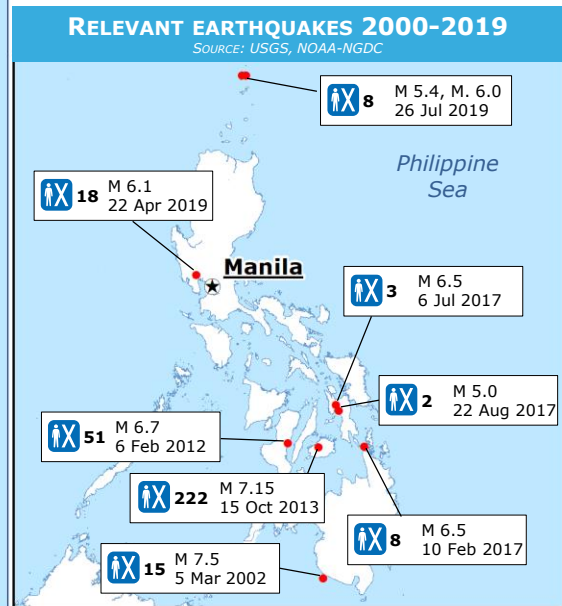 RELEVANT EARTHQUAKES 2000-2019
SOURCE: USGS, NOAA-NGDC
8
M 5.4, M. 6.0
26 Jul 2019
Philippine
Sea
18
M 6.1
22 Apr 2019
Manila
3
M 6.5
6 Jul 2017
2
M 5.0
22 Aug 2017
51
M 6.7
6 Feb 2012
222
M 7.15
15 Oct 2013
8
M 6.5
10 Feb 2017
15
M 7.5
5 Mar 2002